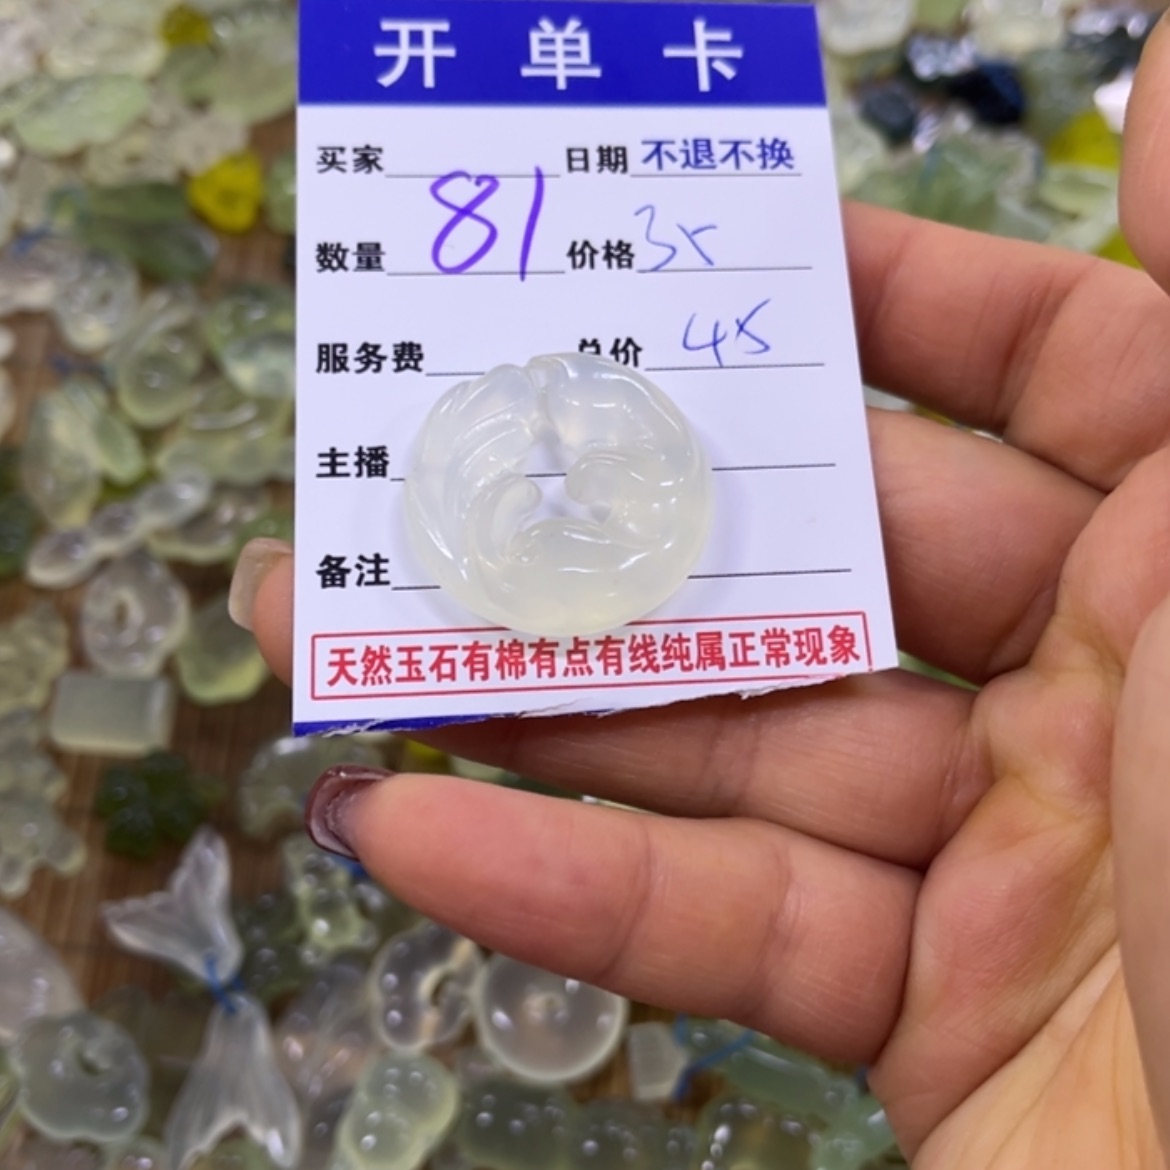 开单卡
买家 日期 不退不换
数量 81 价格 35
服务费 总价 45
主播
备注
天然玉石有棉有点有线纯属正常现象